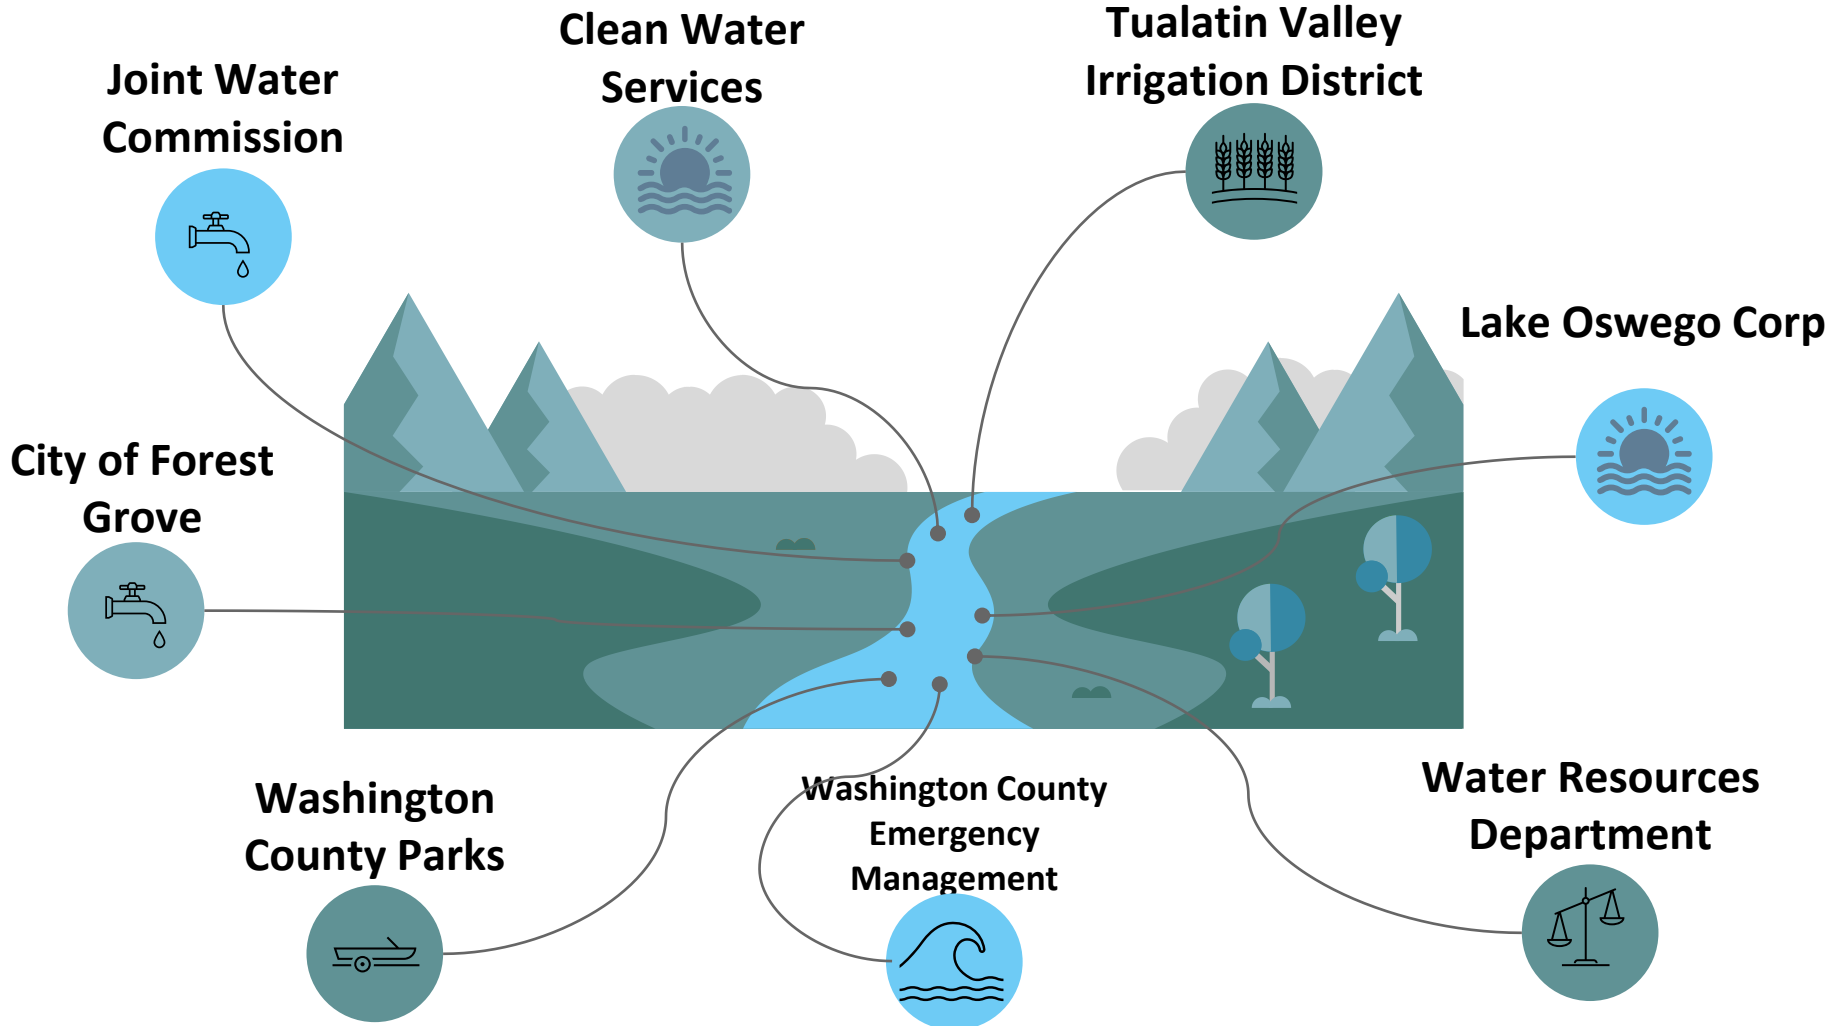 Clean Water
Services
Tualatin Valley
Irrigation District
Joint Water
Commission
Lake Oswego Corp
City of Forest
Grove
Washington
County Parks
Washington County
Emergency
Management
Water Resources
Department